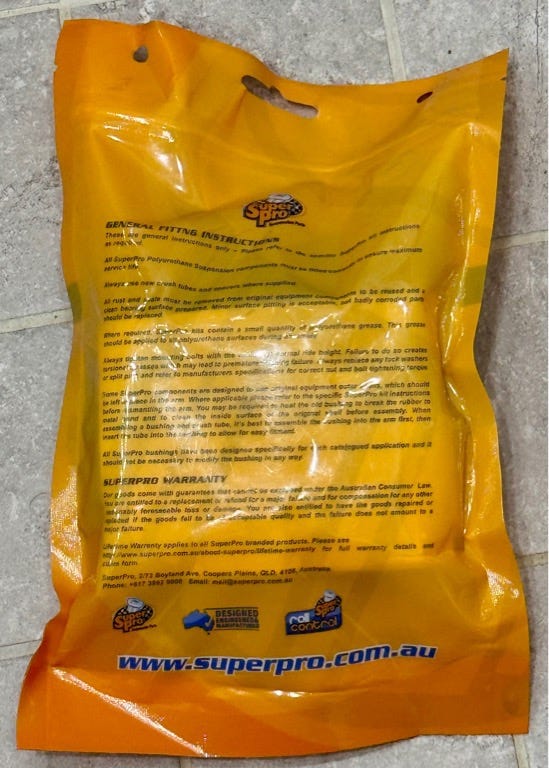 Super
Pro
GENERAL FITTNG INSTRUCTIONS
These are general instructions only - Please refer to the specific SuperPro kit instructions
as required.
All SuperPro Polyurethane Suspension components must be fitted correctly to ensure maximum
service life.
Always use new crush tubes and sleeves where supplied.
All rust and scale must be removed from original equipment components to be reused and a
clean bearing surface prepared. Minor surface pitting is acceptable, but badly corroded parts
should be replaced.
Where required, SuperPro kits contain a small quantity of polyurethane grease. This grease
should be applied to all polyurethane surfaces during assembly.
Always tighten mounting bolts with the vehicle at normal ride height. Failure to do so creates
torsional stresses which may lead to premature bushing failure. Always replace any lock washers
or split pins and refer to manufacturers specifications for correct nut and bolt tightening torque
Some SuperPro components are designed to use original equipment outer shells, which should
be left in place in the arm. Where applicable please refer to the specific SuperPro kit instructions
before dismantling the arm. You may be required to heat the old bushing to break the rubber to
metal bond and to clean the inside surface of the original shell before assembly. When
assembling a bushing and crush tube, it's best to assemble the bushing into the arm first, then
insert the tube into the bushing to allow for easy fitment.
All SuperPro bushings have been designed specifically for each catalogued application and it
should not be necessary to modify the bushing in any way.
SUPERPRO WARRANTY
Our goods come with guarantees that cannot be excluded under the Australian Consumer Law.
You are entitled to a replacement or refund for a major failure and for compensation for any other
reasonably foreseeable loss or damage. You are also entitled to have the goods repaired or
replaced if the goods fail to be of acceptable quality and the failure does not amount to a
major failure.
Lifetime Warranty applies to all SuperPro branded products. Please see
http://www.superpro.com.au/about-superpro/lifetime-warranty for full warranty details and
claim form.
SuperPro, 2/73 Boyland Ave, Coopers Plains, QLD, 4108, Australia
Phone: +617 Email: mail@superpro.com.au
Super Pro
DESIGNED
ENGINEERED &
MANUFACTURED
roll
control
Super Pro
www.superpro.com.au